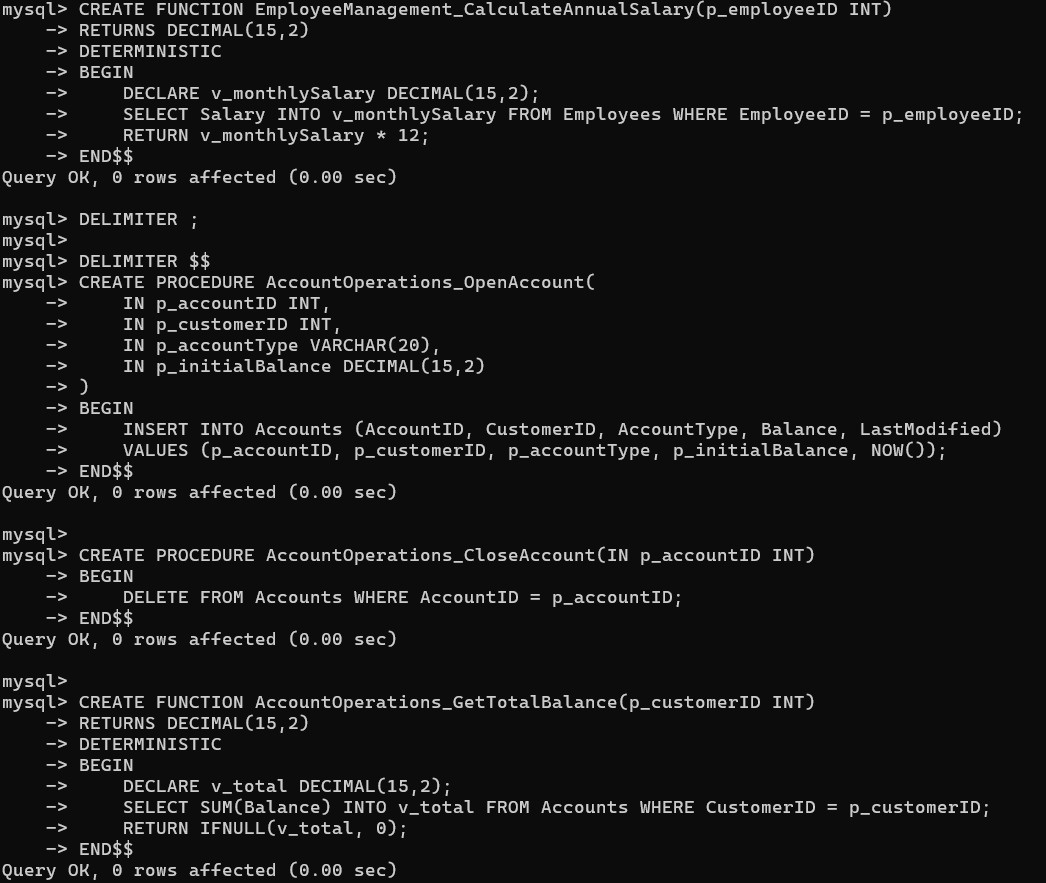 mysql> CREATE FUNCTION EmployeeManagement_CalculateAnnualSalary(p_employeeID INT)
    -> RETURNS DECIMAL(15,2)
    -> DETERMINISTIC
    -> BEGIN
    ->     DECLARE v_monthlySalary DECIMAL(15,2);
    ->     SELECT Salary INTO v_monthlySalary FROM Employees WHERE EmployeeID = p_employeeID;
    ->     RETURN v_monthlySalary * 12;
    -> END$$
Query OK, 0 rows affected (0.00 sec)

mysql> DELIMITER ;
mysql>
mysql> DELIMITER $$
mysql> CREATE PROCEDURE AccountOperations_OpenAccount(
    ->     IN p_accountID INT,
    ->     IN p_customerID INT,
    ->     IN p_accountType VARCHAR(20),
    ->     IN p_initialBalance DECIMAL(15,2)
    -> )
    -> BEGIN
    ->     INSERT INTO Accounts (AccountID, CustomerID, AccountType, Balance, LastModified)
    ->     VALUES (p_accountID, p_customerID, p_accountType, p_initialBalance, NOW());
    -> END$$
Query OK, 0 rows affected (0.00 sec)

mysql>
mysql> CREATE PROCEDURE AccountOperations_CloseAccount(IN p_accountID INT)
    -> BEGIN
    ->     DELETE FROM Accounts WHERE AccountID = p_accountID;
    -> END$$
Query OK, 0 rows affected (0.00 sec)

mysql>
mysql> CREATE FUNCTION AccountOperations_GetTotalBalance(p_customerID INT)
    -> RETURNS DECIMAL(15,2)
    -> DETERMINISTIC
    -> BEGIN
    ->     DECLARE v_total DECIMAL(15,2);
    ->     SELECT SUM(Balance) INTO v_total FROM Accounts WHERE CustomerID = p_customerID;
    ->     RETURN IFNULL(v_total, 0);
    -> END$$
Query OK, 0 rows affected (0.00 sec)